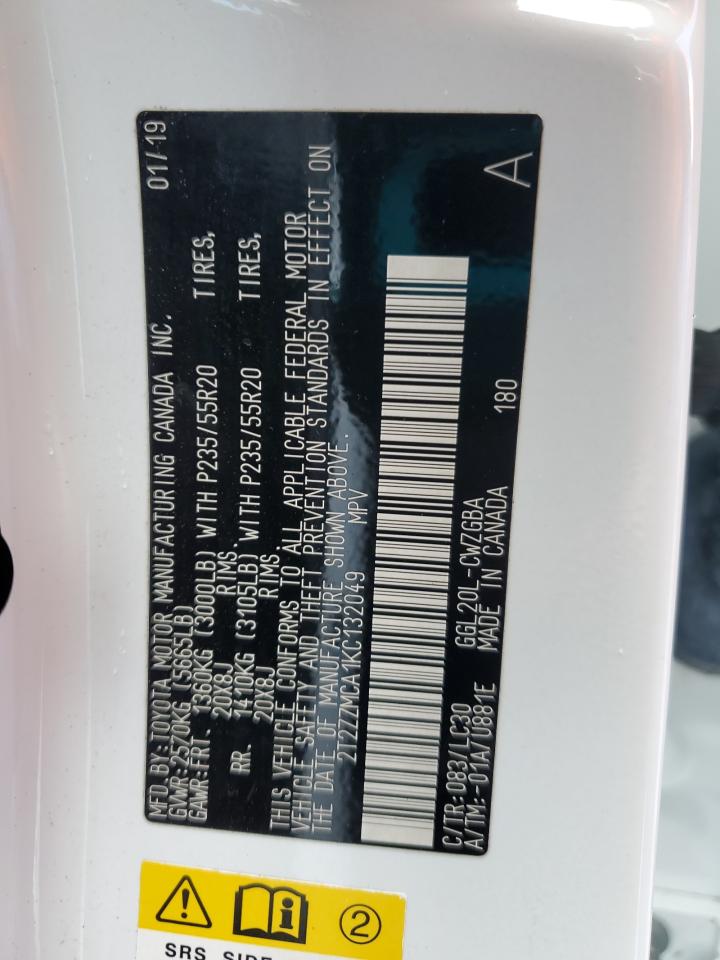 MFD. BY: TOYOTA MOTOR MANUFACTURING CANADA INC. 01/19
GVWR: 2570KG (5665LB)
GAWR: FRT. 1360KG (3000LB) WITH P235/55R20 TIRES,
20X8J RIMS.
RR. 1410KG (3105LB) WITH P235/55R20 TIRES,
20X8J RIMS.
THIS VEHICLE CONFORMS TO ALL APPLICABLE FEDERAL MOTOR
VEHICLE SAFETY AND THEFT PREVENTION STANDARDS IN EFFECT ON
THE DATE OF MANUFACTURE SHOWN ABOVE.
2T2ZZMCA1KC132049 MPV
C/TR: 083/LC30 GGL20L-CWZGBA
A/TM: -01A/U881E MADE IN CANADA 180 A
2
SRS SIDE